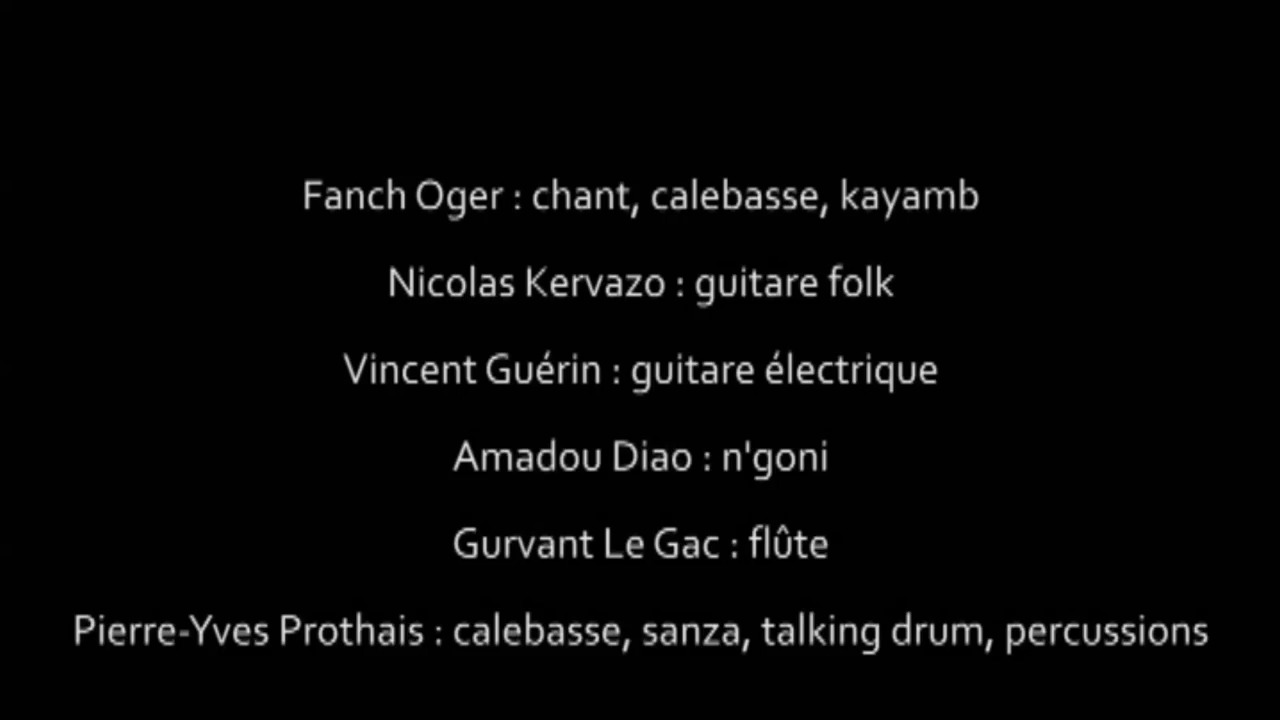 Fanch Oger : chant, calebasse, kayamb
Nicolas Kervazo : guitare folk
Vincent Guérin : guitare électrique
Amadou Diao : n'goni
Gurvant Le Gac : flûte
Pierre-Yves Prothais : calebasse, sanza, talking drum, percussions